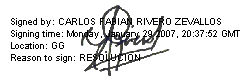 Signed by: CARLOS FABIAN RIVERO ZEVALLOS
Signing time: Monday, January 29 2007, 20:37:52 GMT
Location: GG
Reason to sign: RESOLUCION